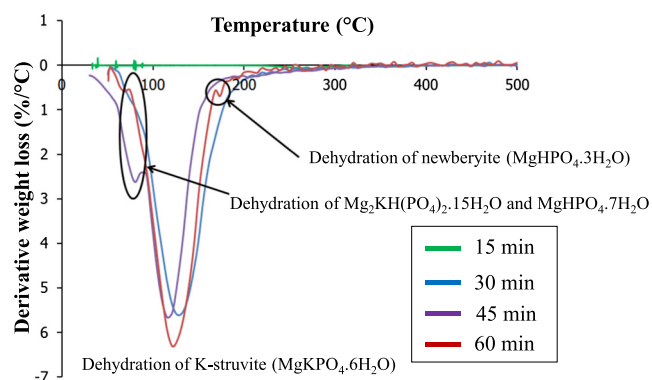 Temperature (°C)
1
0
0 100 200 300 400 500
1
2
3
4
5
6
-7
Derivative weight loss (%/°C)
Dehydration of newberyite (MgHPO₄.3H₂O)
Dehydration of Mg₂KH(PO₄)₂.15H₂O and MgHPO₄.7H₂O
15 min
30 min
45 min
60 min
Dehydration of K-struvite (MgKPO₄.6H₂O)